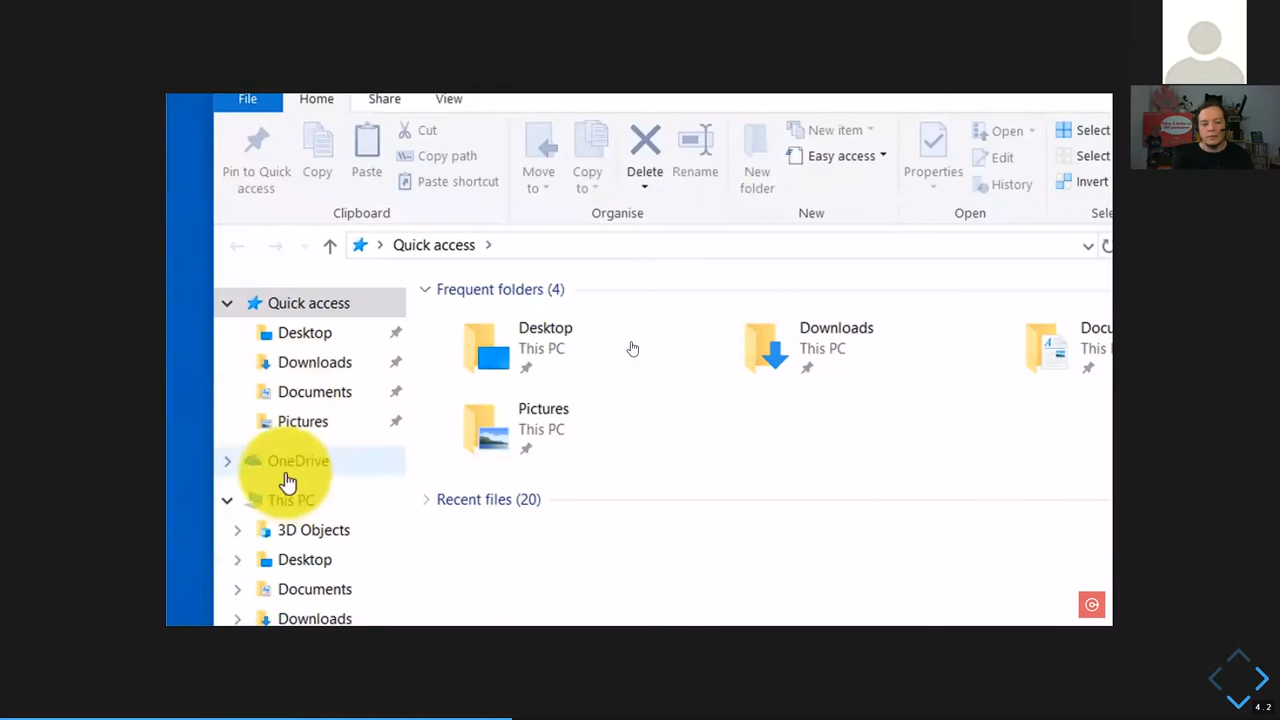 File Home Share View
Pin to Quick access
Copy
Paste
Cut
Copy path
Paste shortcut
Move to
Copy to
Delete
Rename
New folder
New item
Easy access
Properties
Open
Edit
History
Select
Select
Invert
Clipboard Organise New Open
Quick access
Quick access
Desktop
Downloads
Documents
Pictures
OneDrive
This PC
3D Objects
Desktop
Documents
Downloads
Frequent folders (4)
Desktop
This PC
Downloads
This PC
Pictures
This PC
Recent files (20)
4.2